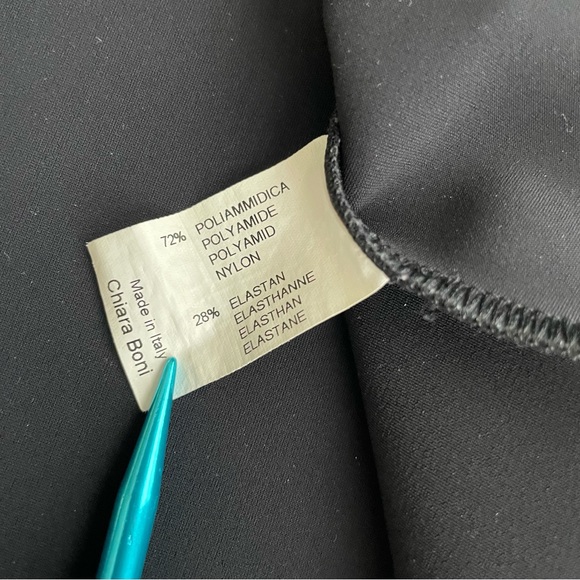 72% POLIAMMIDICA
POLYAMIDE
POLYAMID
NYLON
28% ELASTAN
ELASTHANNE
ELASTHAN
ELASTANE
Made in Italy
Chiara Boni